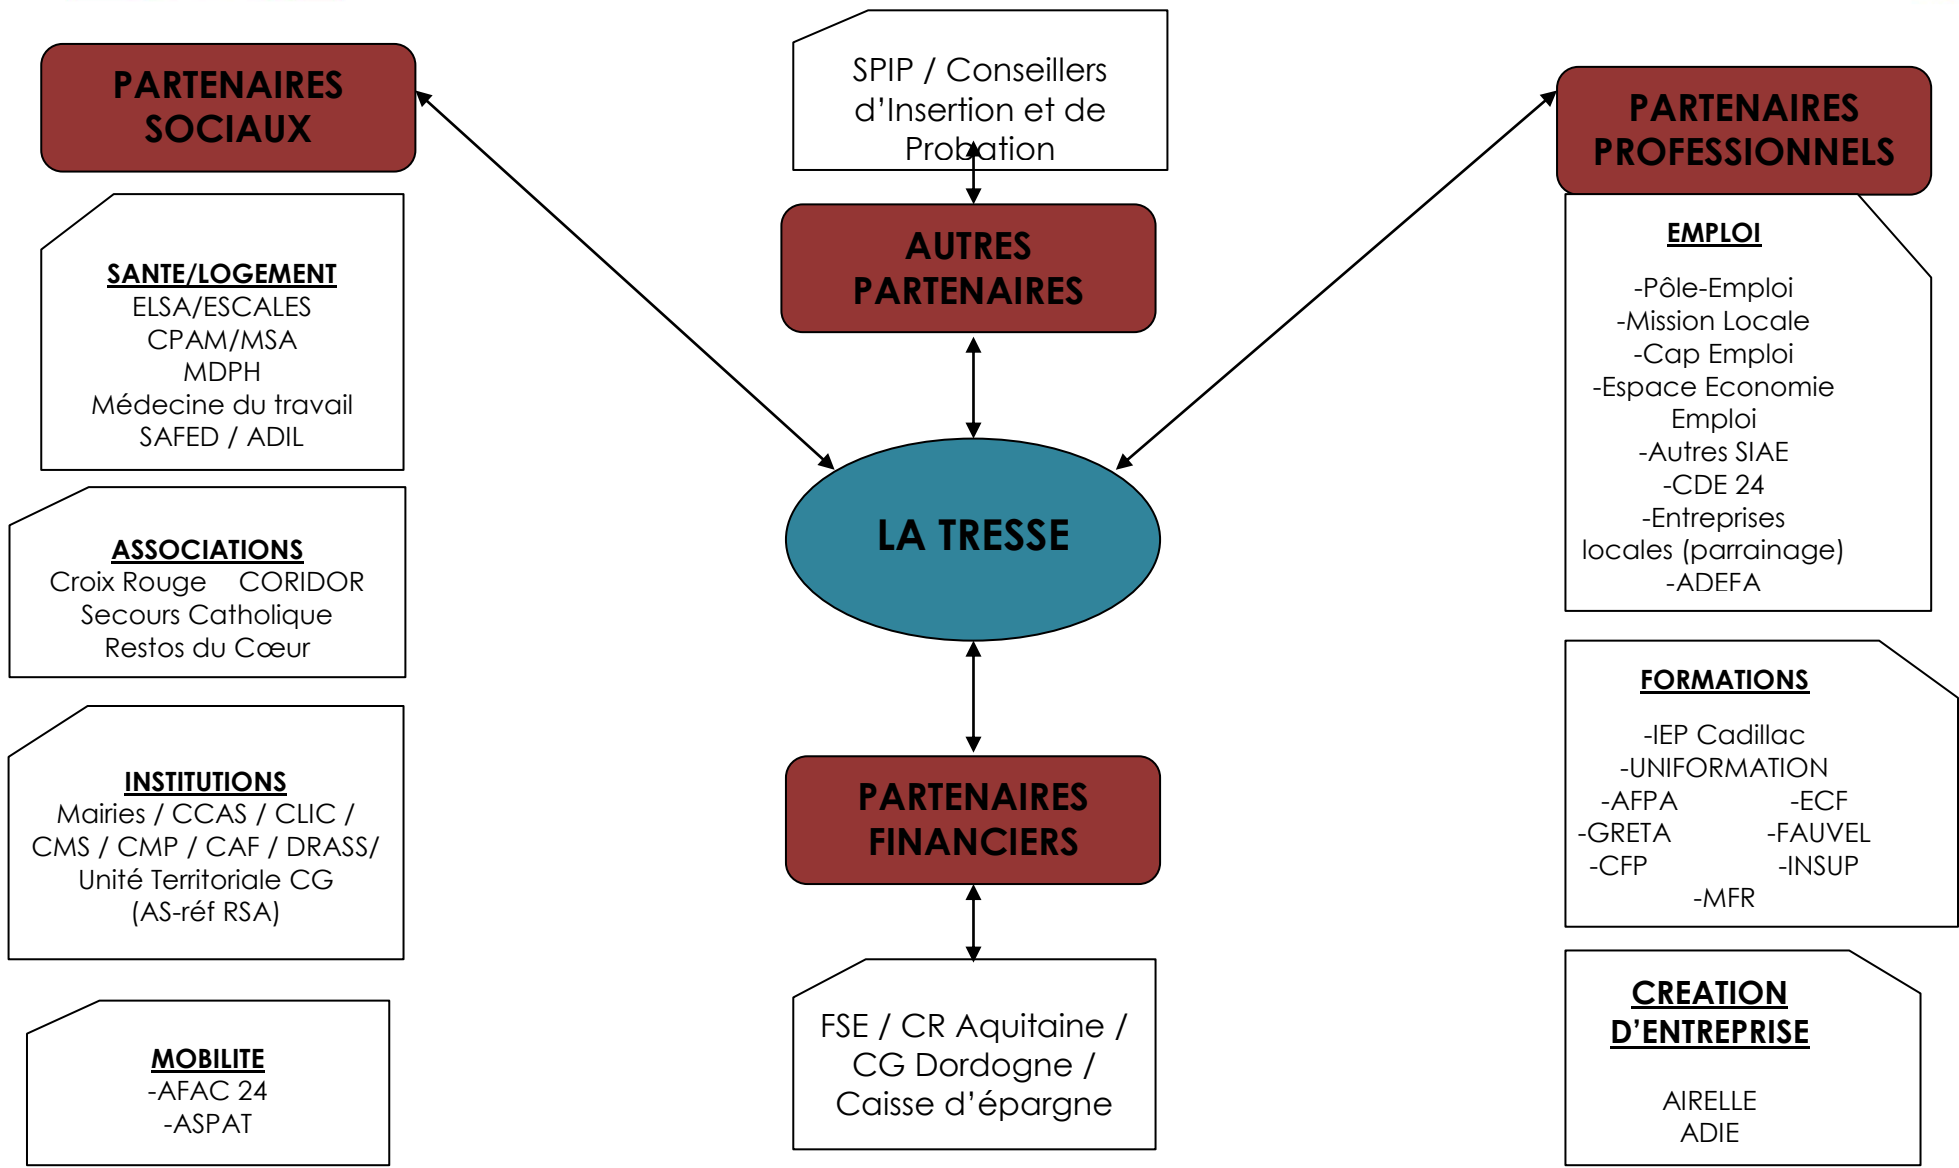 PARTENAIRES
SOCIAUX
SANTE/LOGEMENT
ELSA/ESCALES
CPAM/MSA
MDPH
Médecine du travail
SAFED / ADIL
ASSOCIATIONS
Croix Rouge CORIDOR
Secours Catholique
Restos du Cœur
INSTITUTIONS
Mairies / CCAS / CLIC /
CMS / CMP / CAF / DRASS/
Unité Territoriale CG
(AS-réf RSA)
MOBILITE
-AFAC 24
-ASPAT
SPIP / Conseillers
d’Insertion et de
Probation
AUTRES
PARTENAIRES
LA TRESSE
PARTENAIRES
FINANCIERS
FSE / CR Aquitaine /
CG Dordogne /
Caisse d’épargne
PARTENAIRES
PROFESSIONNELS
EMPLOI
-Pôle-Emploi
-Mission Locale
-Cap Emploi
-Espace Economie
Emploi
-Autres SIAE
-CDE 24
-Entreprises
locales (parrainage)
-ADEFA
FORMATIONS
-IEP Cadillac
-UNIFORMATION
-AFPA -ECF
-GRETA -FAUVEL
-CFP -INSUP
-MFR
CREATION
D’ENTREPRISE
AIRELLE
ADIE